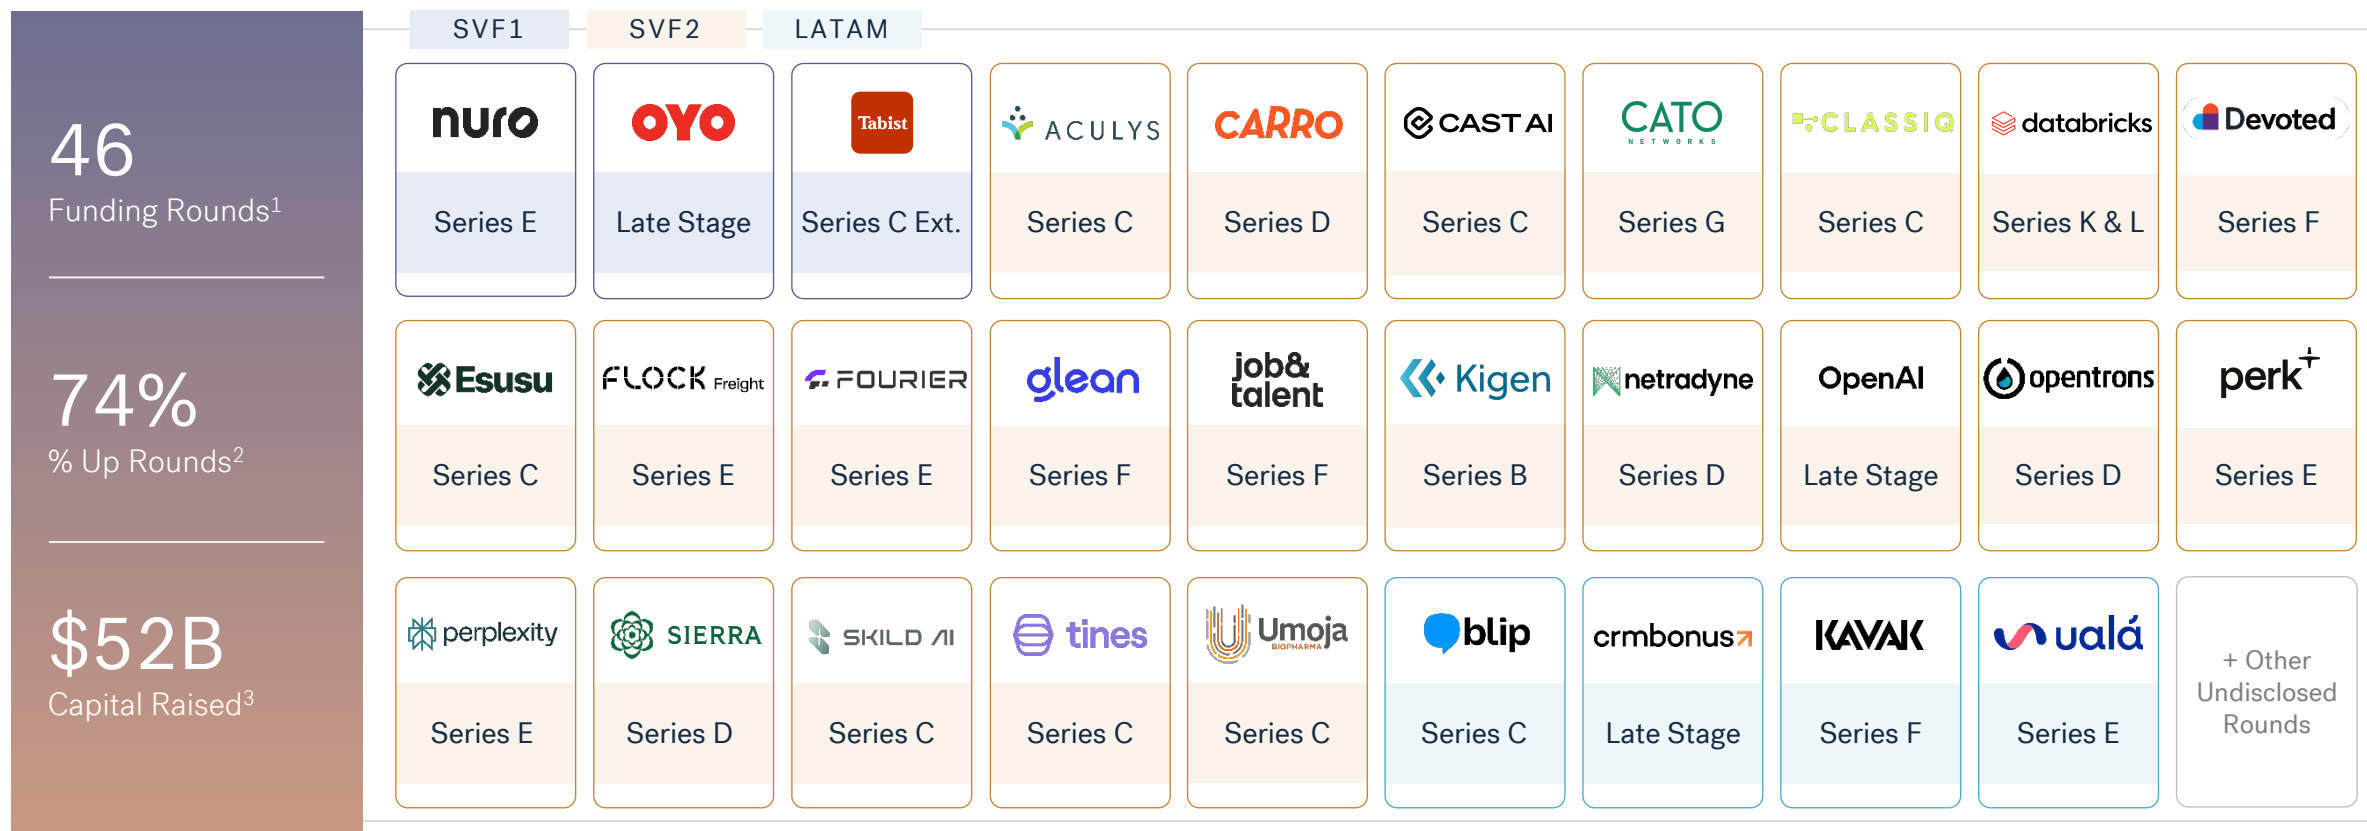 46
Funding Rounds1
74%
% Up Rounds2
$52B
Capital Raised3
SVF1
SVF2
LATAM
nuro
Series E
OYO
Late Stage
Tabist
Series C Ext.
ACULYS
Series C
CARRO
Series D
CAST AI
Series C
CATO
NETWORKS
Series G
CLASSIQ
Series C
databricks
Series K & L
Devoted
Series F
Esusu
Series C
FLOCK Freight
Series E
FOURIER
Series E
glean
Series F
job&
talent
Series F
Kigen
Series B
netradyne
Series D
OpenAI
Late Stage
opentrons
Series D
perk
Series E
perplexity
Series E
SIERRA
Series D
SKILD AI
Series C
tines
Series C
Umoja
BIOPHARMA
Series C
blip
Series C
crmbonus
Late Stage
KAVAK
Series F
ualá
Series E
+ Other
Undisclosed
Rounds